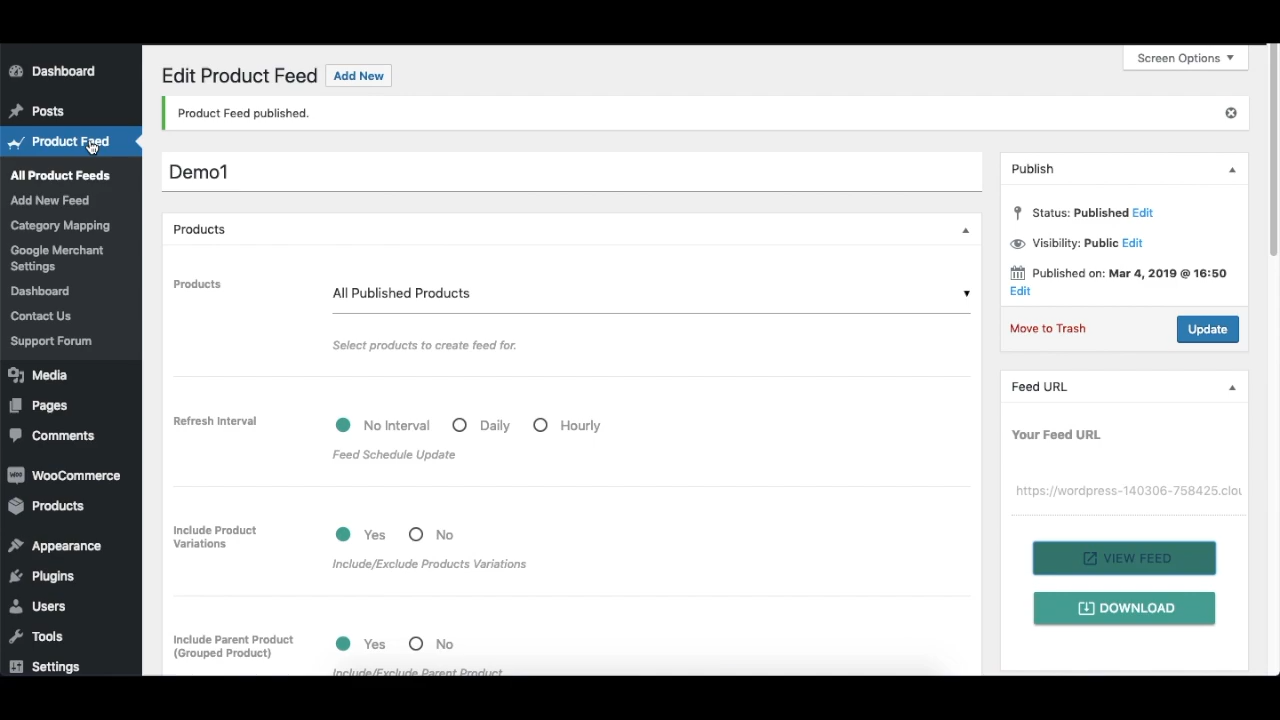 Dashboard
Posts
Product Feed
All Product Feeds
Add New Feed
Category Mapping
Google Merchant
Settings
Dashboard
Contact Us
Support Forum
Media
Pages
Comments
WooCommerce
Products
Appearance
Plugins
Users
Tools
Settings
Screen Options
Edit Product Feed Add New
Product Feed published.
Demo1
Products
Products
All Published Products
Select products to create feed for.
Refresh Interval
No Interval Daily Hourly
Feed Schedule Update
Include Product
Variations
Yes No
Include/Exclude Products Variations
Include Parent Product
(Grouped Product)
Yes No
Include/Exclude Parent Product
Publish
Status: Published Edit
Visibility: Public Edit
Published on: Mar 4, 2019 @ 16:50
Edit
Move to Trash
Update
Feed URL
Your Feed URL
https://wordpress-140306-758425.clou
VIEW FEED
DOWNLOAD